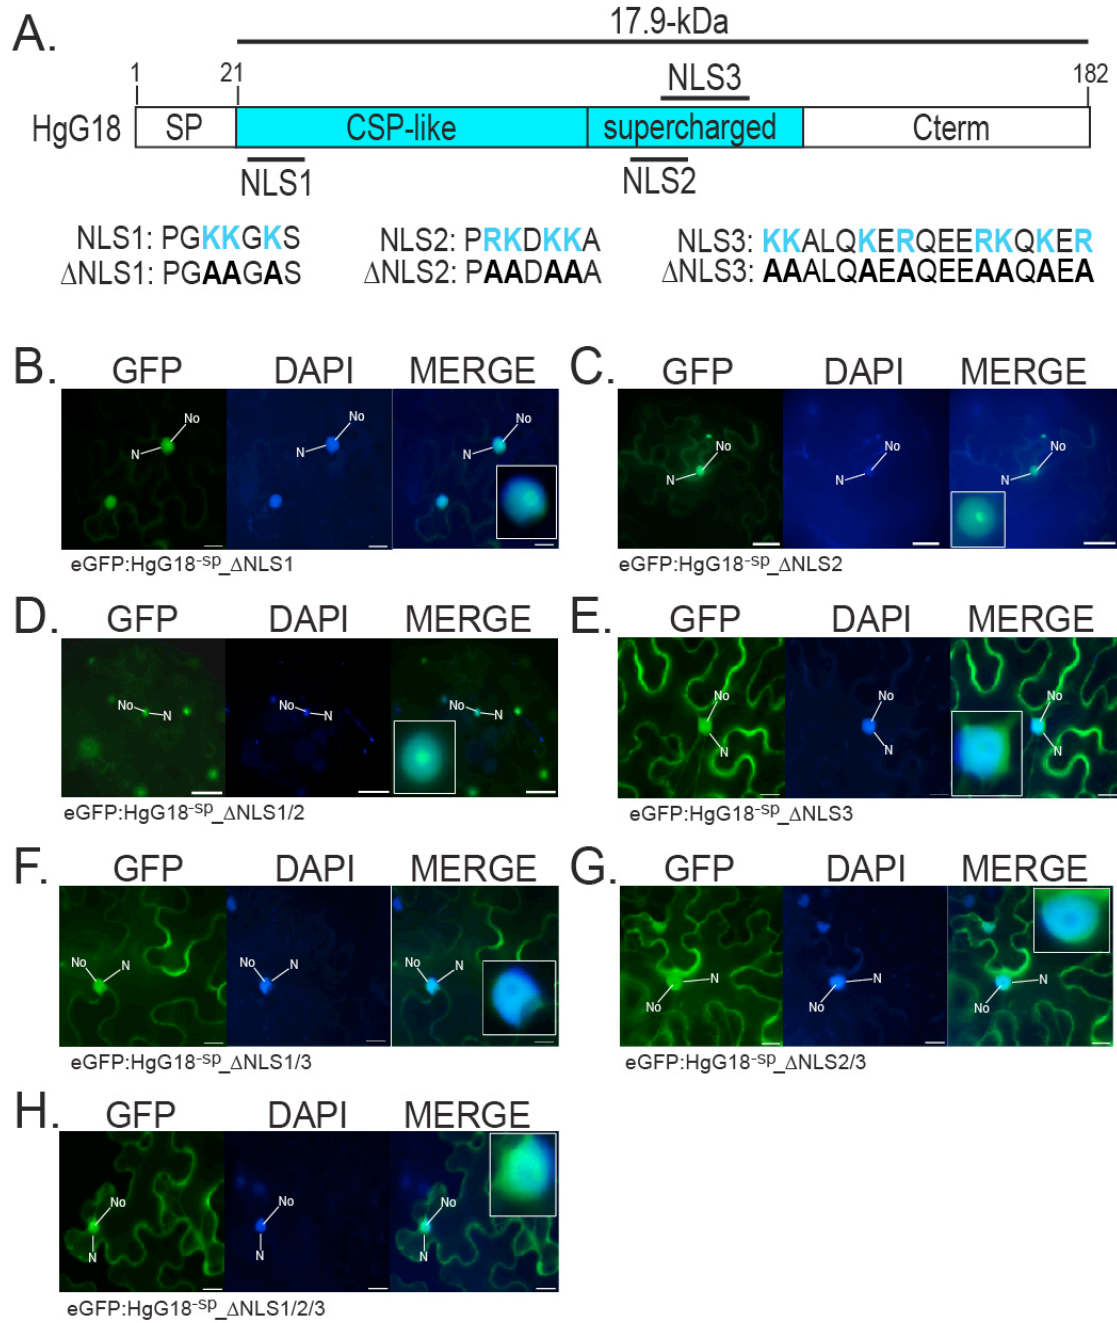 A.
17.9-kDa
1 21 NLS3 182
HgG18 SP CSP-like supercharged Cterm
NLS1 NLS2
NLS1: PGKKGKS NLS2: PRKDKKA NLS3: KKALQKERQEERKQKER
ΔNLS1: PGAAGAS ΔNLS2: PAADAAA ΔNLS3: AAALQAEAQEEAAQAEA
B. GFP DAPI MERGE
No No
N N
eGFP:HgG18-sp_ΔNLS1
C. GFP DAPI MERGE
No No No
N N N
eGFP:HgG18-sp_ΔNLS2
D. GFP DAPI MERGE
No N No N No N
eGFP:HgG18-sp_ΔNLS1/2
E. GFP DAPI MERGE
No No No
N N N
eGFP:HgG18-sp_ΔNLS3
F. GFP DAPI MERGE
No N No N No N
eGFP:HgG18-sp_ΔNLS1/3
G. GFP DAPI MERGE
N N N
No No No
eGFP:HgG18-sp_ΔNLS2/3
H. GFP DAPI MERGE
No No No
N N N
eGFP:HgG18-sp_ΔNLS1/2/3